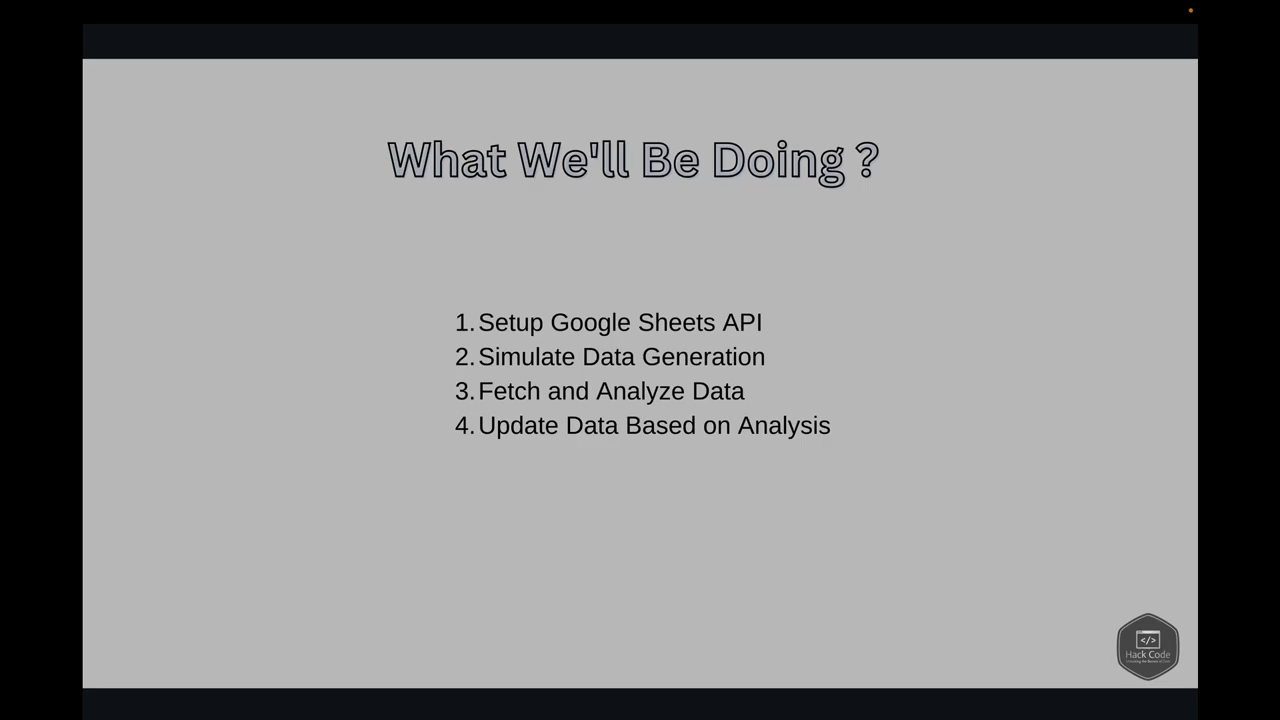 What We'll Be Doing ?
1. Setup Google Sheets API
2. Simulate Data Generation
3. Fetch and Analyze Data
4. Update Data Based on Analysis
</>
Hack Code